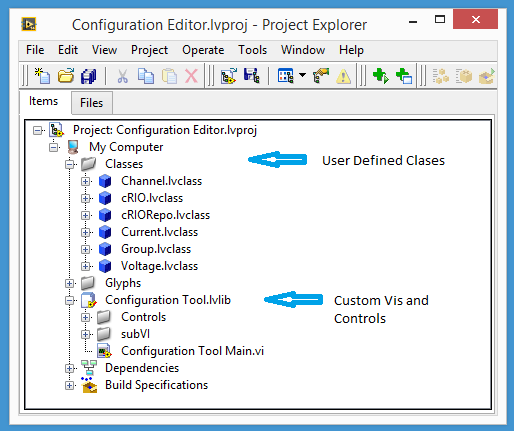 Configuration Editor.lvproj - Project Explorer
File Edit View Project Operate Tools Window Help
Items Files
Project: Configuration Editor.lvproj
My Computer
Classes
User Defined Clases
Channel.lvclass
cRIO.lvclass
cRIORepo.lvclass
Current.lvclass
Group.lvclass
Voltage.lvclass
Glyphs
Configuration Tool.lvlib
Custom Vis and
Controls
Controls
subVI
Configuration Tool Main.vi
Dependencies
Build Specifications